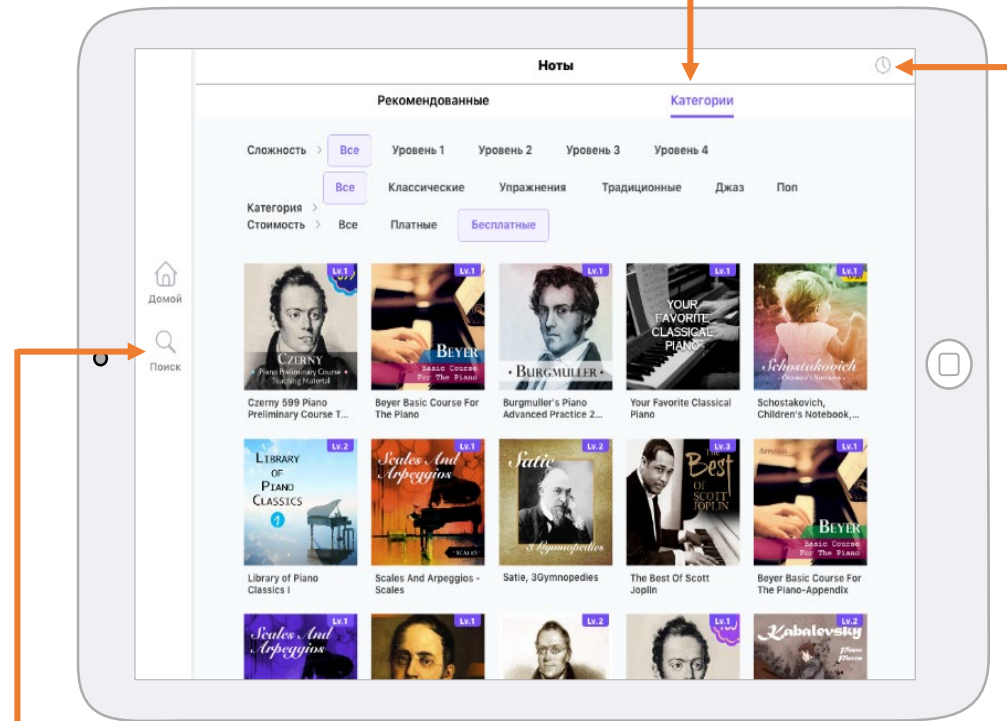 Ноты
Рекомендованные
Категории
Сложность > Все Уровень 1 Уровень 2 Уровень 3 Уровень 4
Все Классические Упражнения Традиционные Джаз Поп
Категория >
Стоимость > Все Платные Бесплатные
Домой
Поиск
Lv.1
CZERNY
Piano Preliminary Course
Teaching Material
Czerny 599 Piano
Preliminary Course T...
Lv.1
BEYER
Basic Course
For The Piano
Beyer Basic Course For
The Piano
Lv.1
BURGMULLER
Burgmuller's Piano
Advanced Practice 2...
Lv.1
YOUR
FAVORITE
CLASSICAL
PIANO
Your Favorite Classical
Piano
Lv.1
Schostakovich
Children's Notebook
Schostakovich,
Children's Notebook,...
Lv.2
LIBRARY
OF
PIANO
CLASSICS
1
Library of Piano
Classics I
Lv.1
Scales And
Arpeggios
SCALES
Scales And Arpeggios -
Scales
Lv.2
Satie
3 Gymnopedies
Satie, 3Gymnopedies
Lv.3
The
Best
OF
SCOTT
JOPLIN
The Best Of Scott
Joplin
Lv.1
BEYER
Basic Course
For The Piano
Beyer Basic Course For
The Piano-Appendix
Lv.1
Scales And
Arpeggios
Lv.1
Lv.2
Lv.1
Lv.2
Kabalevsky
Piano
Pieces